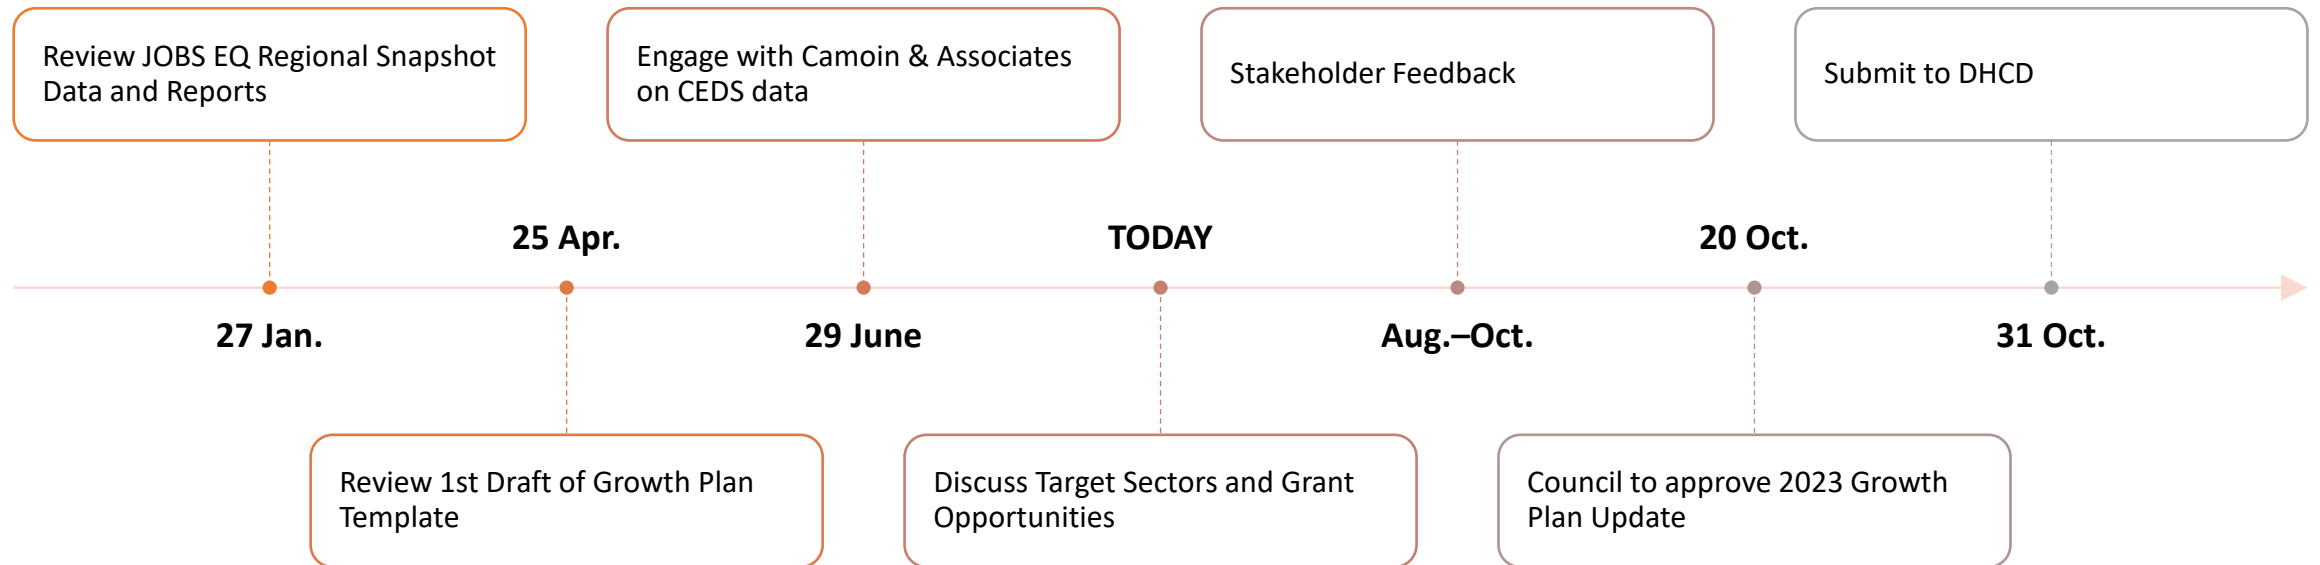 Review JOBS EQ Regional Snapshot
Data and Reports
Engage with Camoin & Associates
on CEDS data
Stakeholder Feedback
Submit to DHCD
25 Apr.
TODAY
20 Oct.
27 Jan.
29 June
Aug.–Oct.
31 Oct.
Review 1st Draft of Growth Plan
Template
Discuss Target Sectors and Grant
Opportunities
Council to approve 2023 Growth
Plan Update